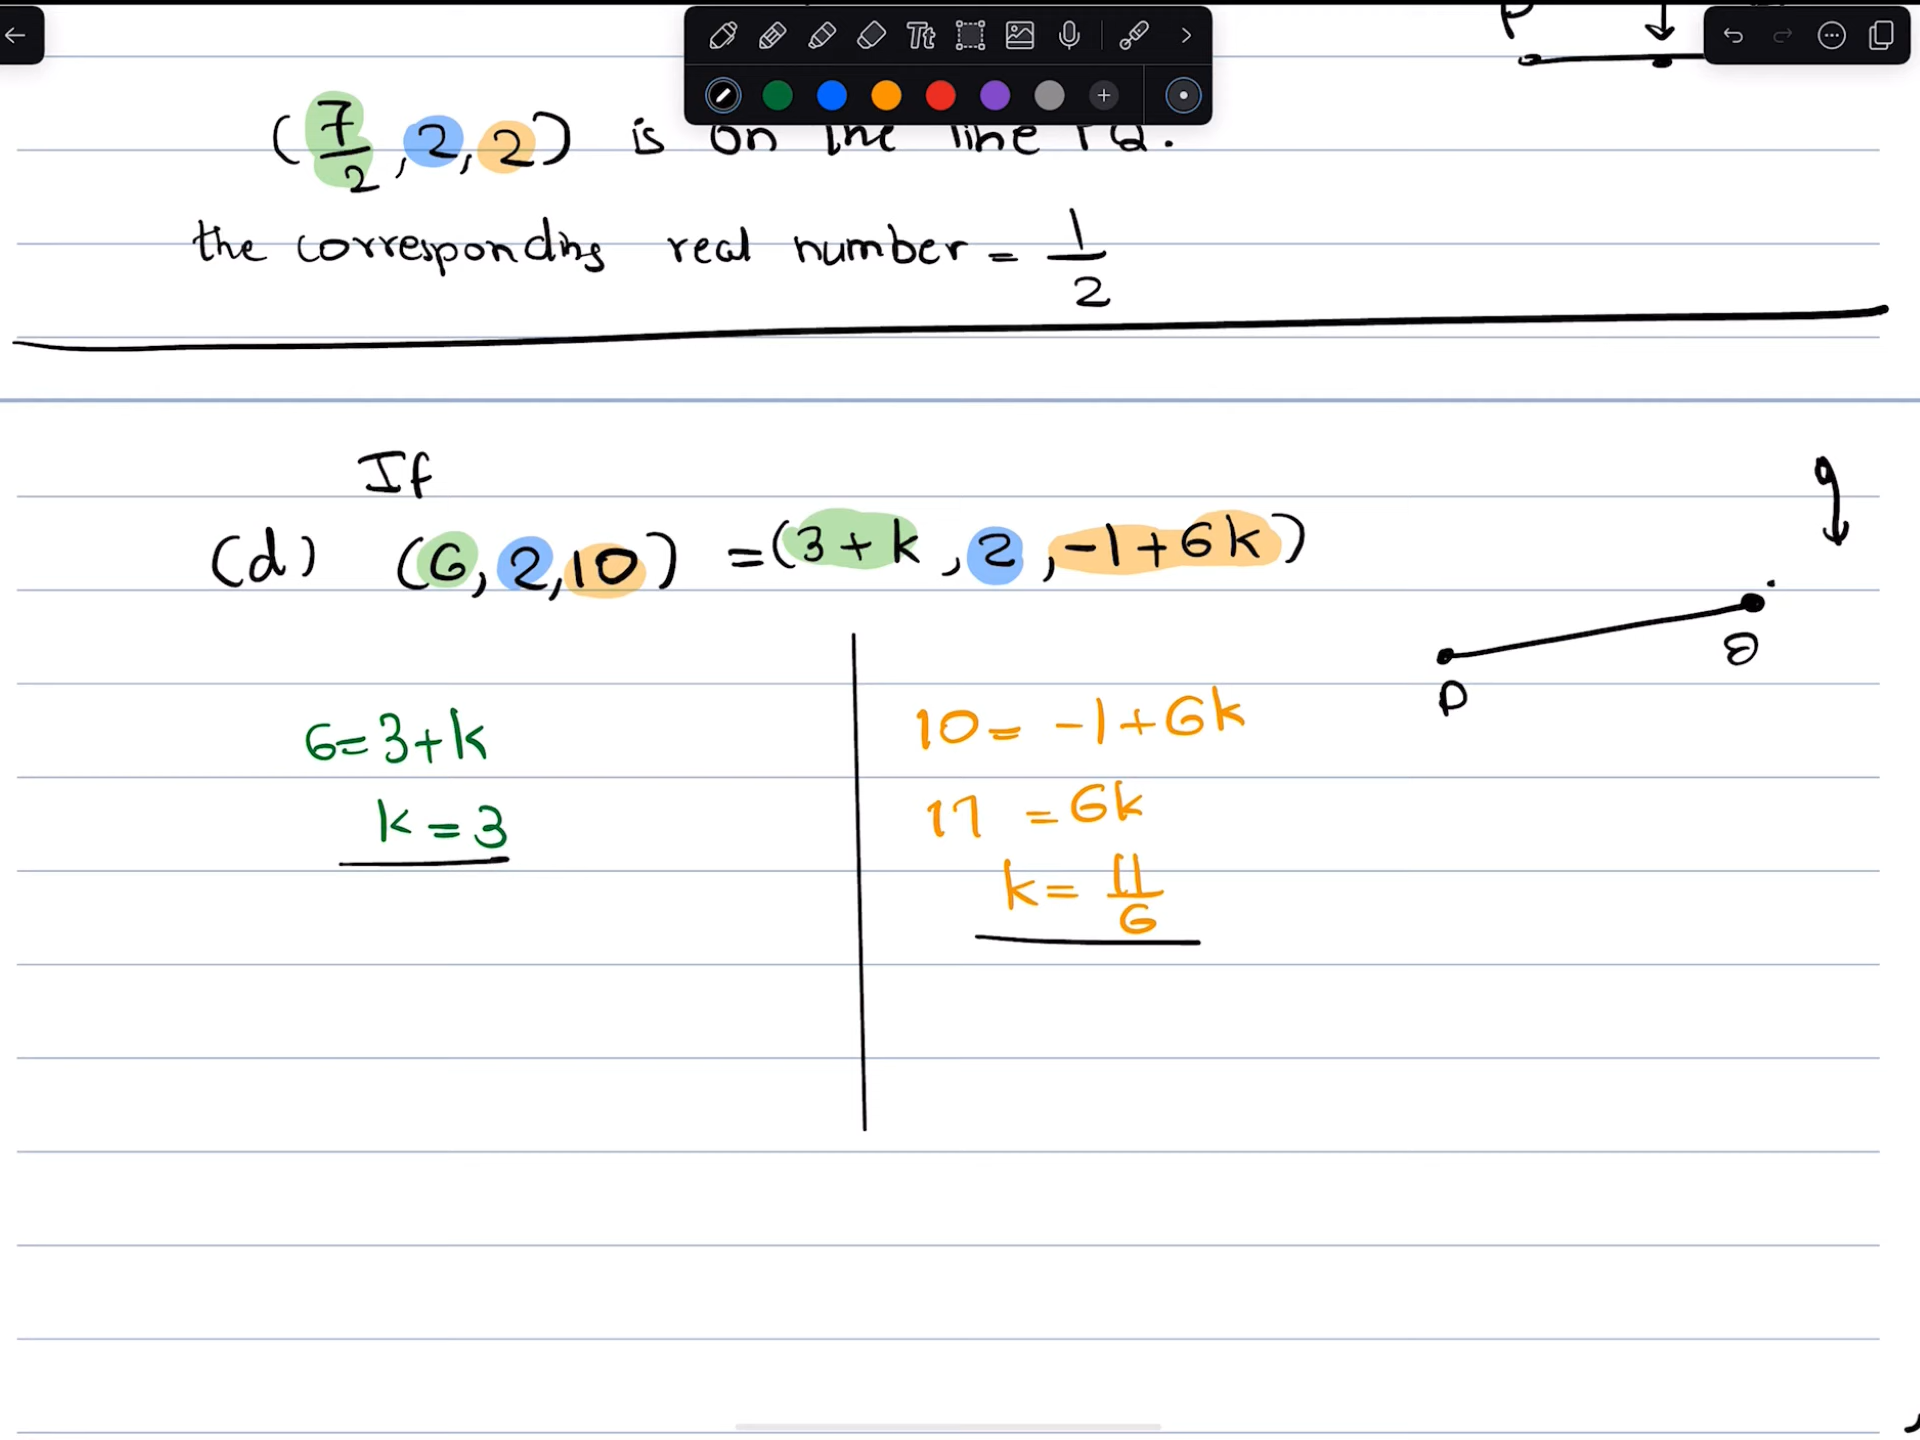 P
(7/2, 2, 2) is on the line PQ.
the corresponding real number = 1/2
If
(d) (6, 2, 10) = (3+k, 2, -1+6k)
P Q
6=3+k
k=3
10= -1+6k
11 =6k
k= 11/6
Tt